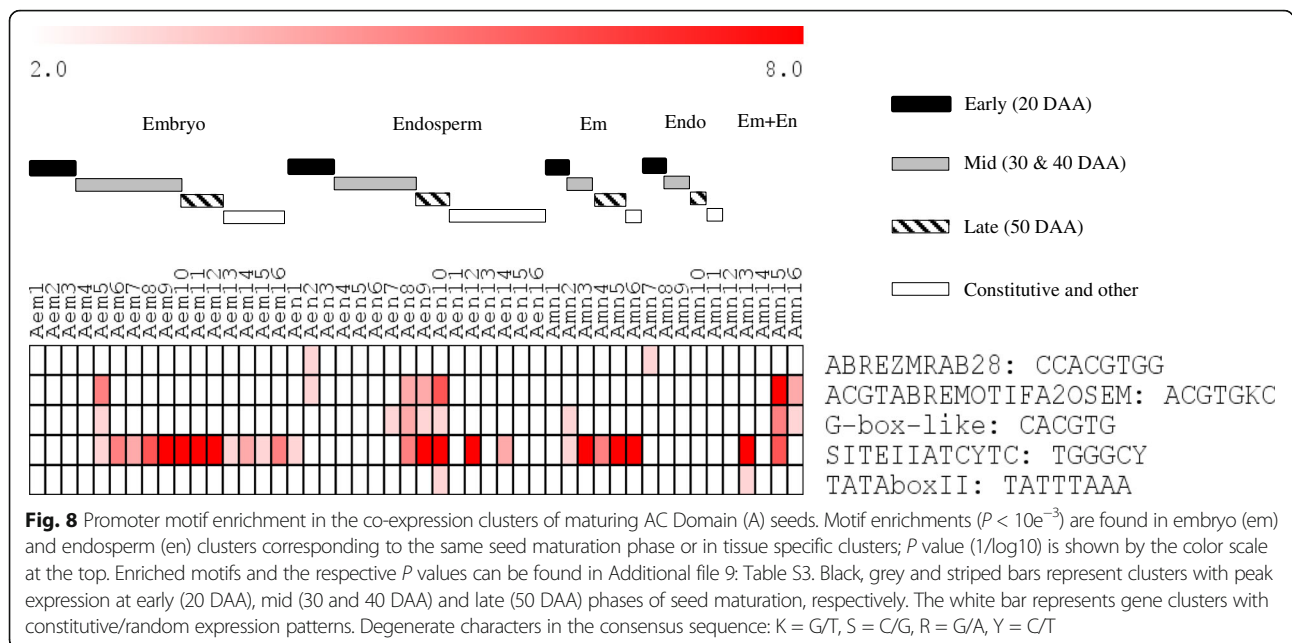 2.0 8.0
Embryo Endosperm Em Endo Em+En
Early (20 DAA)
Mid (30 & 40 DAA)
Late (50 DAA)
Constitutive and other
Aem1 Aem2 Aem3 Aem4 Aem5 Aem6 Aem7 Aem8 Aem9 Aem10 Aem11 Aem12 Aem13 Aem14 Aem15 Aem16 Aen1 Aen2 Aen3 Aen4 Aen5 Aen6 Aen7 Aen8 Aen9 Aen10 Aen11 Aen12 Aen13 Aen14 Aen15 Aen16 Amn1 Amn2 Amn3 Amn4 Amn5 Amn6 Amn7 Amn8 Amn9 Amn10 Amn11 Amn12 Amn13 Amn14 Amn15 Amn16
ABREZMRAB28: CCACGTGG
ACGTABREMOTIFA2OSEM: ACGTGKC
G-box-like: CACGTG
SITEIIATCYTC: TGGGCY
TATAboxII: TATTTAAA
Fig. 8 Promoter motif enrichment in the co-expression clusters of maturing AC Domain (A) seeds. Motif enrichments (P < 10e⁻³) are found in embryo (em)
and endosperm (en) clusters corresponding to the same seed maturation phase or in tissue specific clusters; P value (1/log10) is shown by the color scale
at the top. Enriched motifs and the respective P values can be found in Additional file 9: Table S3. Black, grey and striped bars represent clusters with peak
expression at early (20 DAA), mid (30 and 40 DAA) and late (50 DAA) phases of seed maturation, respectively. The white bar represents gene clusters with
constitutive/random expression patterns. Degenerate characters in the consensus sequence: K = G/T, S = C/G, R = G/A, Y = C/T